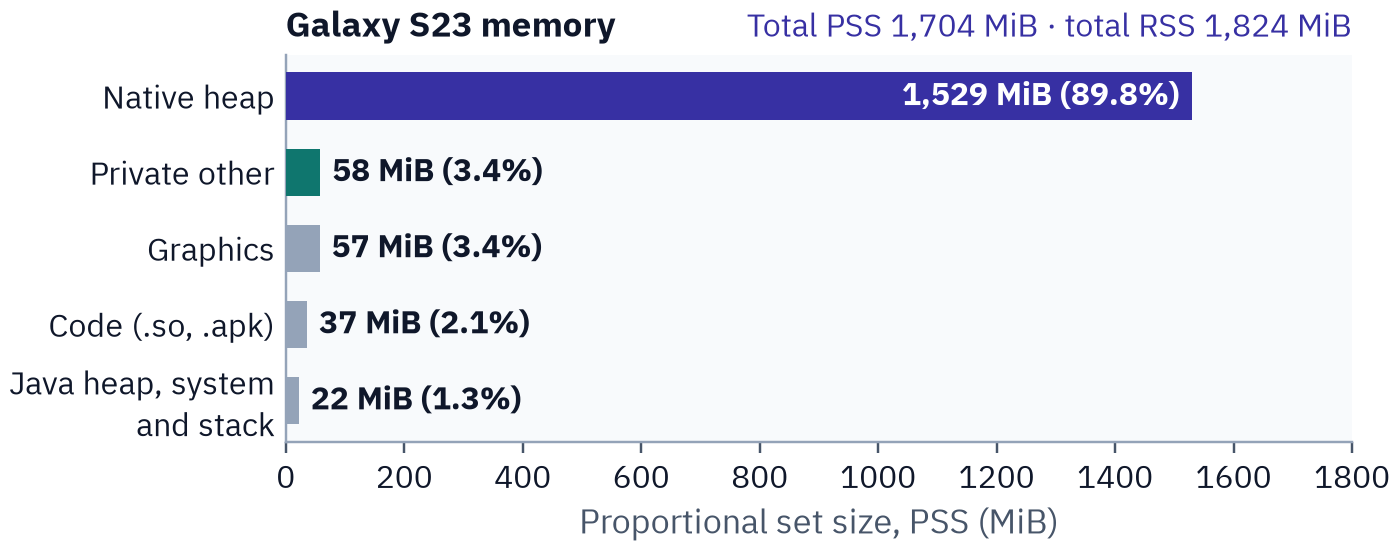 Galaxy S23 memory
Total PSS 1,704 MiB · total RSS 1,824 MiB
Native heap
1,529 MiB (89.8%)
Private other
58 MiB (3.4%)
Graphics
57 MiB (3.4%)
Code (.so, .apk)
37 MiB (2.1%)
Java heap, system
and stack
22 MiB (1.3%)
0 200 400 600 800 1000 1200 1400 1600 1800
Proportional set size, PSS (MiB)